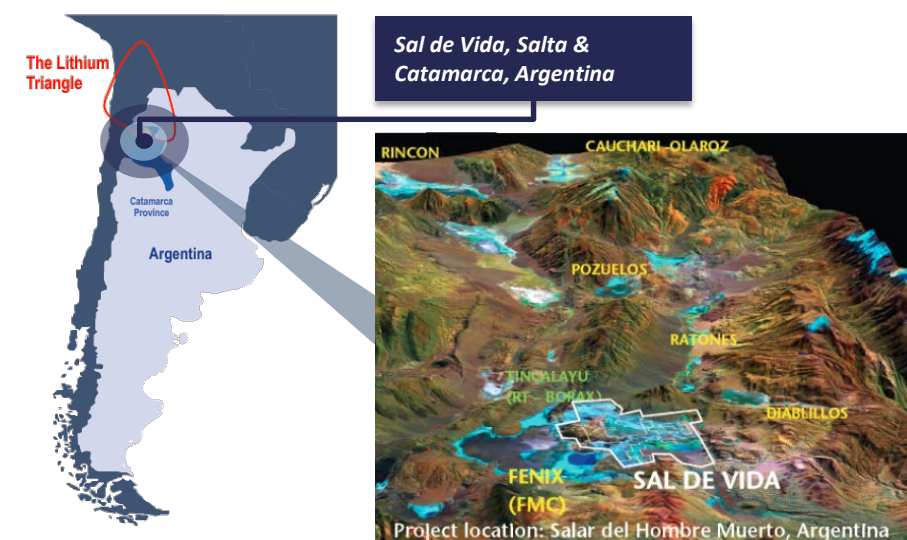 The Lithium
Triangle
Sal de Vida, Salta &
Catamarca, Argentina
Catamarca
Province
Argentina
RINCON
CAUCHARI-OLAROZ
POZUELOS
RATONES
TINCALAYU
(RT - BORAX)
DIABLILLOS
FENIX
(FMC)
SAL DE VIDA
Project location: Salar del Hombre Muerto, Argentina